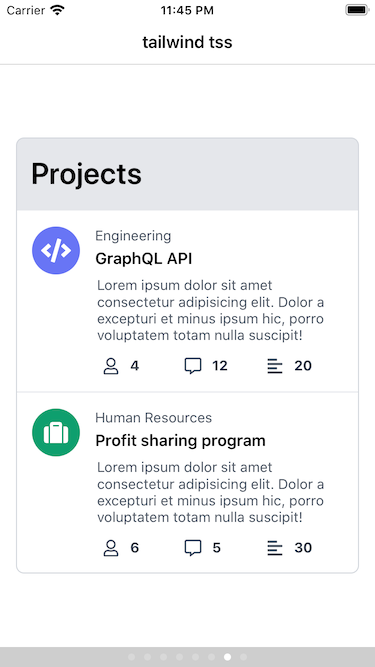 Carrier 11:45 PM
tailwind tss
Projects
Engineering
GraphQL API
Lorem ipsum dolor sit amet
consectetur adipisicing elit. Dolor a
excepturi et minus ipsum hic, porro
voluptatem totam nulla suscipit!
4 12 20
Human Resources
Profit sharing program
Lorem ipsum dolor sit amet
consectetur adipisicing elit. Dolor a
excepturi et minus ipsum hic, porro
voluptatem totam nulla suscipit!
6 5 30